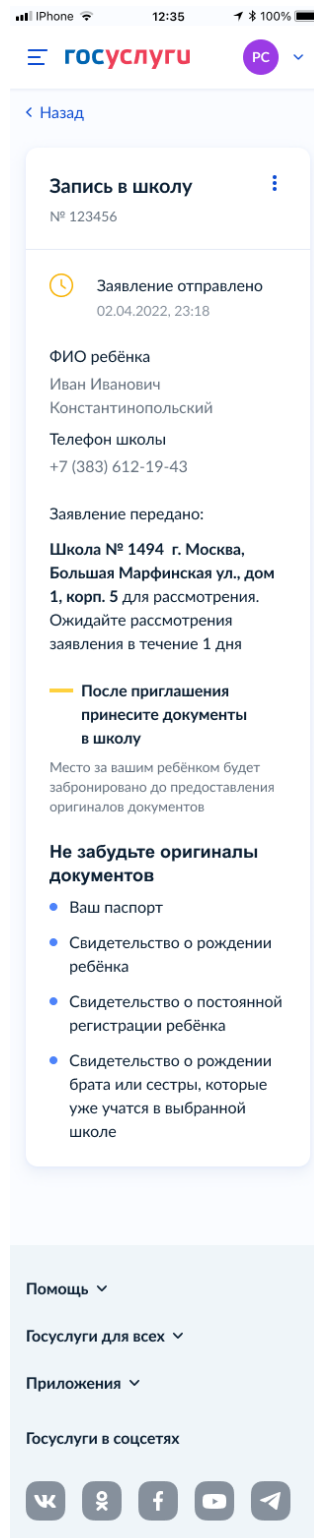 IPhone 12:35 100%
госуслуги РС
Назад
Запись в школу
№ 123456
Заявление отправлено
02.04.2022, 23:18
ФИО ребёнка
Иван Иванович
Константинопольский
Телефон школы
+7 (383) 612-19-43
Заявление передано:
Школа № 1494 г. Москва,
Большая Марфинская ул., дом
1, корп. 5 для рассмотрения.
Ожидайте рассмотрения
заявления в течение 1 дня
После приглашения
принесите документы
в школу
Место за вашим ребёнком будет
забронировано до предоставления
оригиналов документов
Не забудьте оригиналы
документов
Ваш паспорт
Свидетельство о рождении
ребёнка
Свидетельство о постоянной
регистрации ребёнка
Свидетельство о рождении
брата или сестры, которые
уже учатся в выбранной
школе
Помощь
Госуслуги для всех
Приложения
Госуслуги в соцсетях